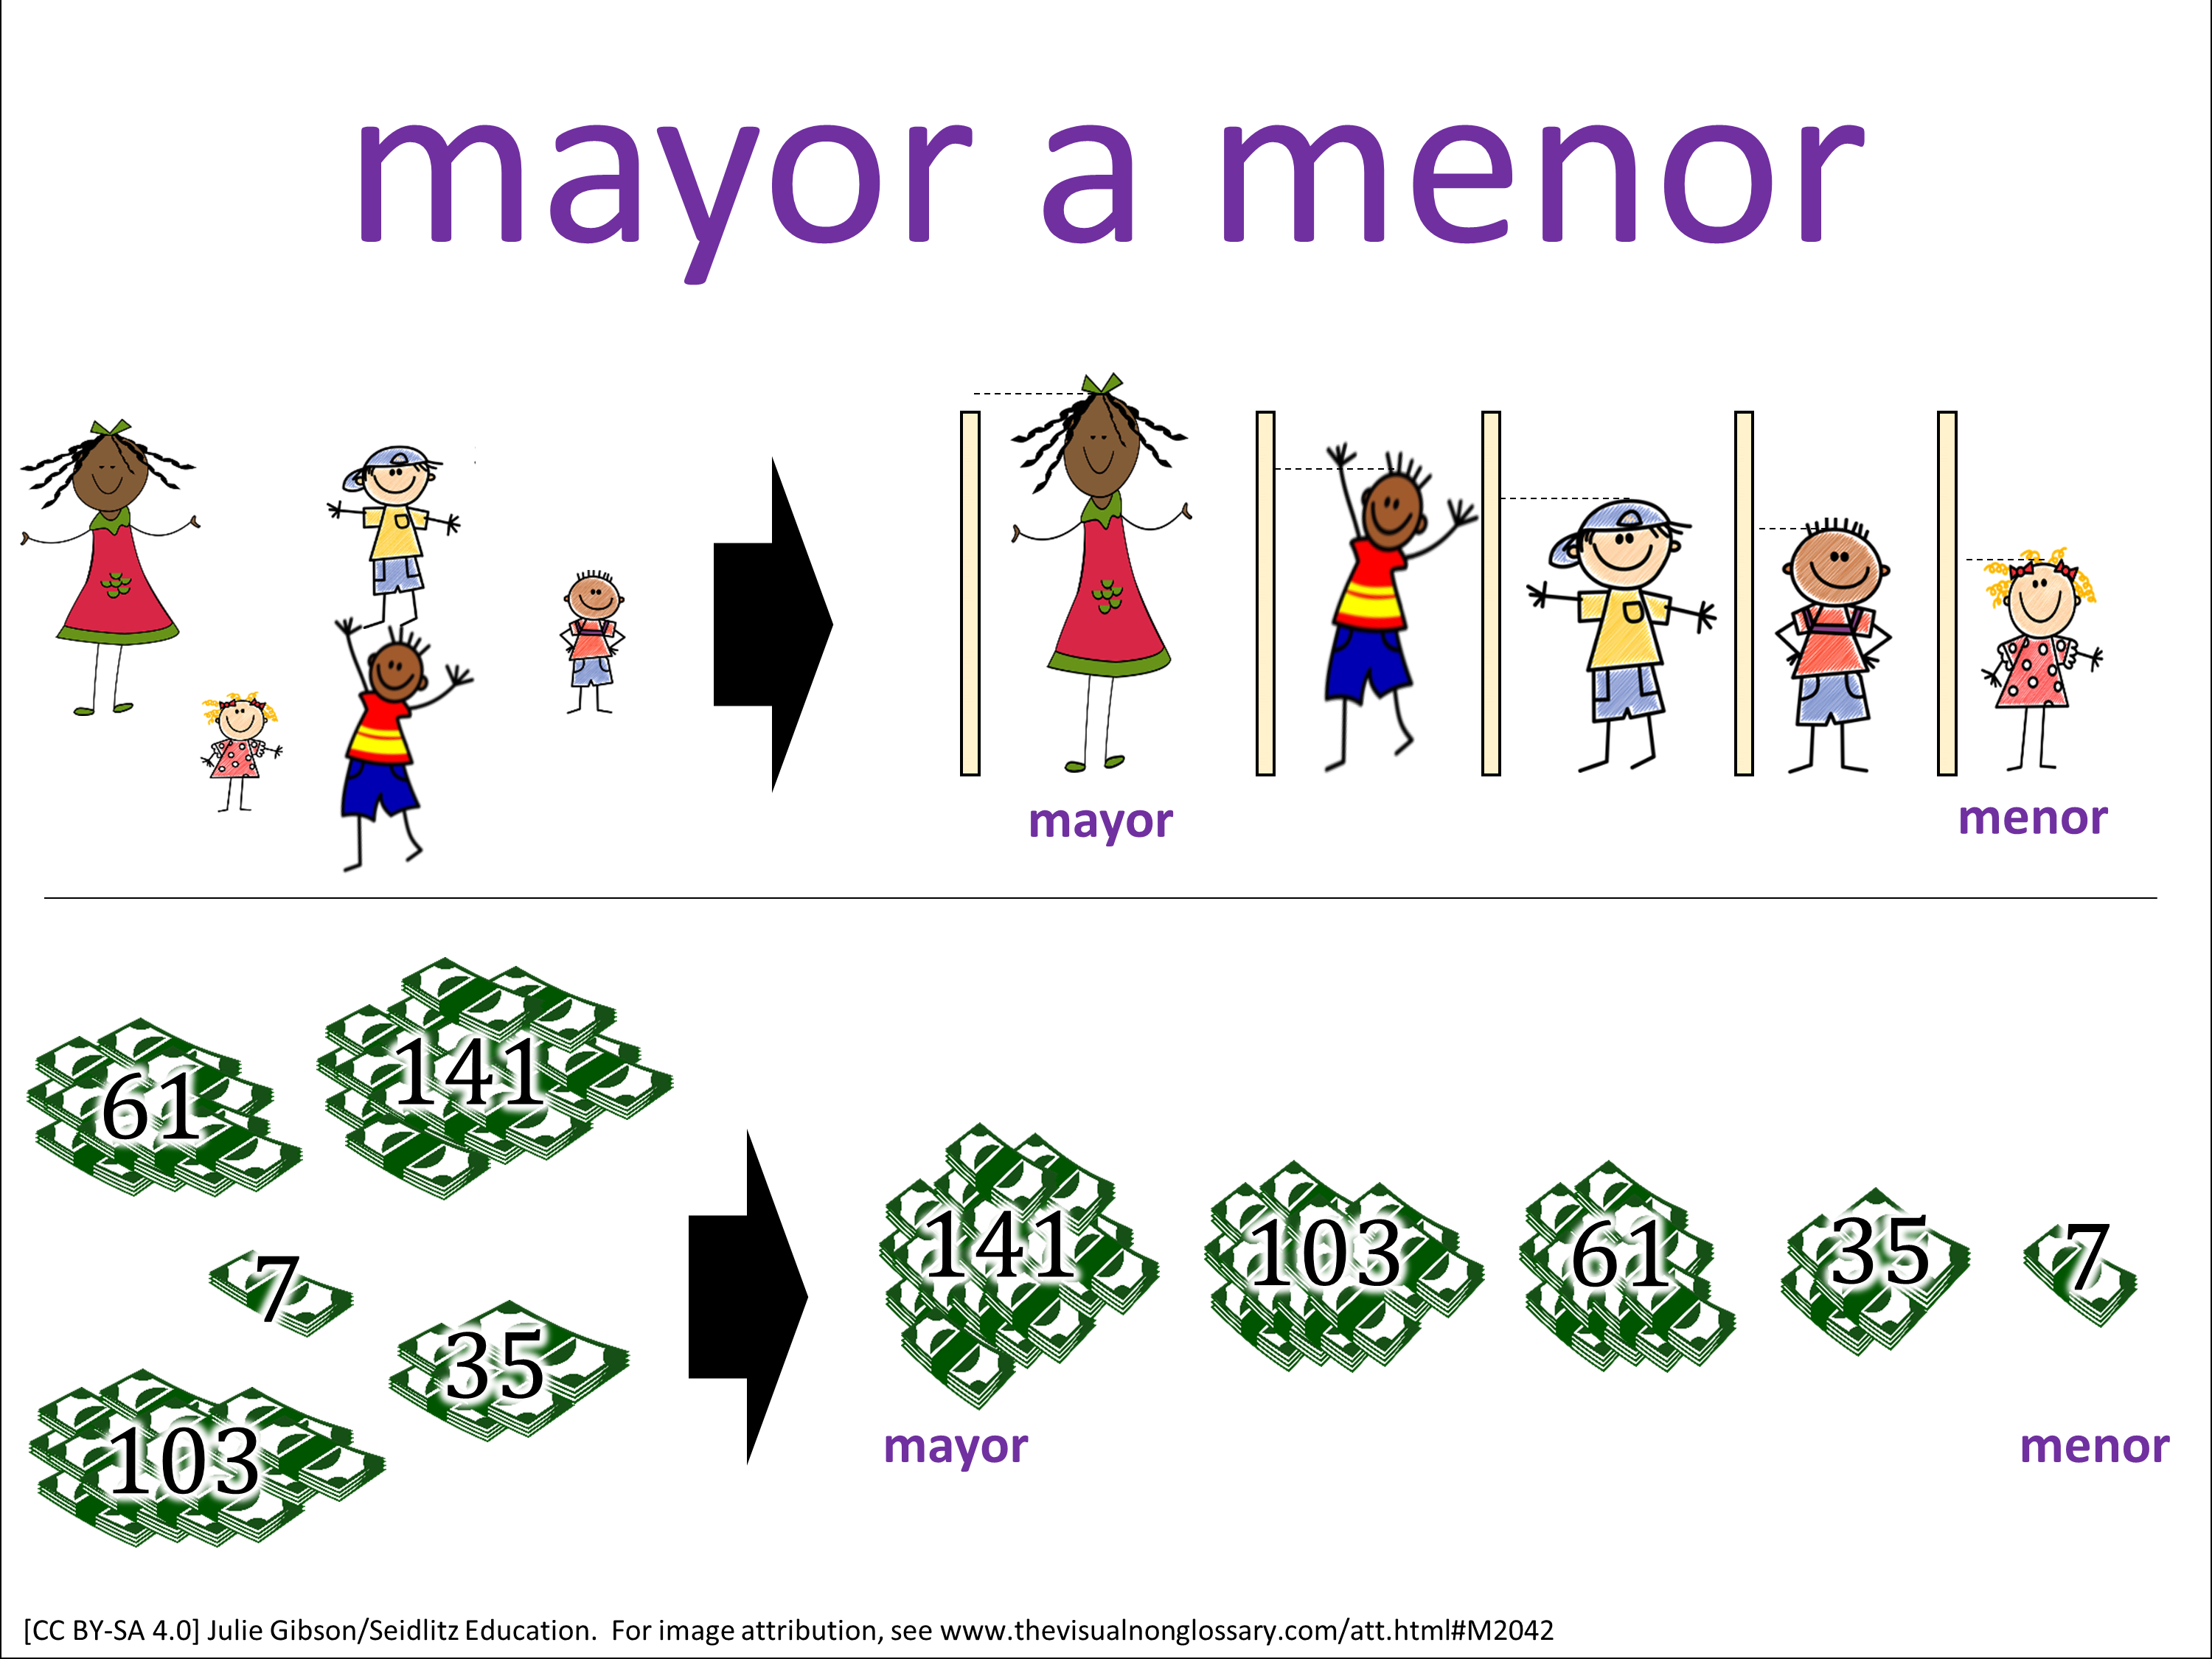 mayor a menor
mayor
menor
61
141
7
35
103
141
103
61
35
7
mayor
menor
[CC BY-SA 4.0] Julie Gibson/Seidlitz Education.  For image attribution, see www.thevisualnonglossary.com/att.html#M2042